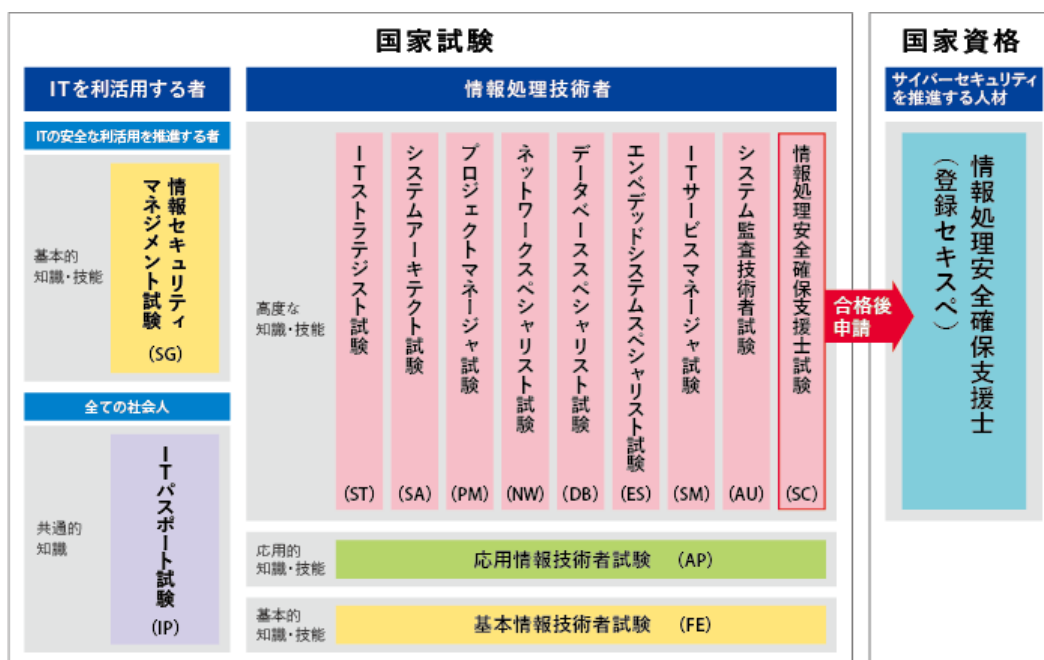 国家試験
国家資格
ITを利活用する者
情報処理技術者
サイバーセキュリティ
を推進する人材
ITの安全な利活用を推進する者
基本的
知識・技能
情報セキュリティ
マネジメント試験
(SG)
全ての社会人
共通的
知識
ITパスポート試験
(IP)
高度な
知識・技能
ITストラテジスト試験
(ST)
システムアーキテクト試験
(SA)
プロジェクトマネージャ試験
(PM)
ネットワークスペシャリスト試験
(NW)
データベーススペシャリスト試験
(DB)
エンベデッドシステムスペシャリスト試験
(ES)
ITサービスマネージャ試験
(SM)
システム監査技術者試験
(AU)
情報処理安全確保支援士試験
(SC)
合格後
申請
情報処理安全確保支援士
(登録セキスペ)
応用的
知識・技能
応用情報技術者試験 (AP)
基本的
知識・技能
基本情報技術者試験 (FE)